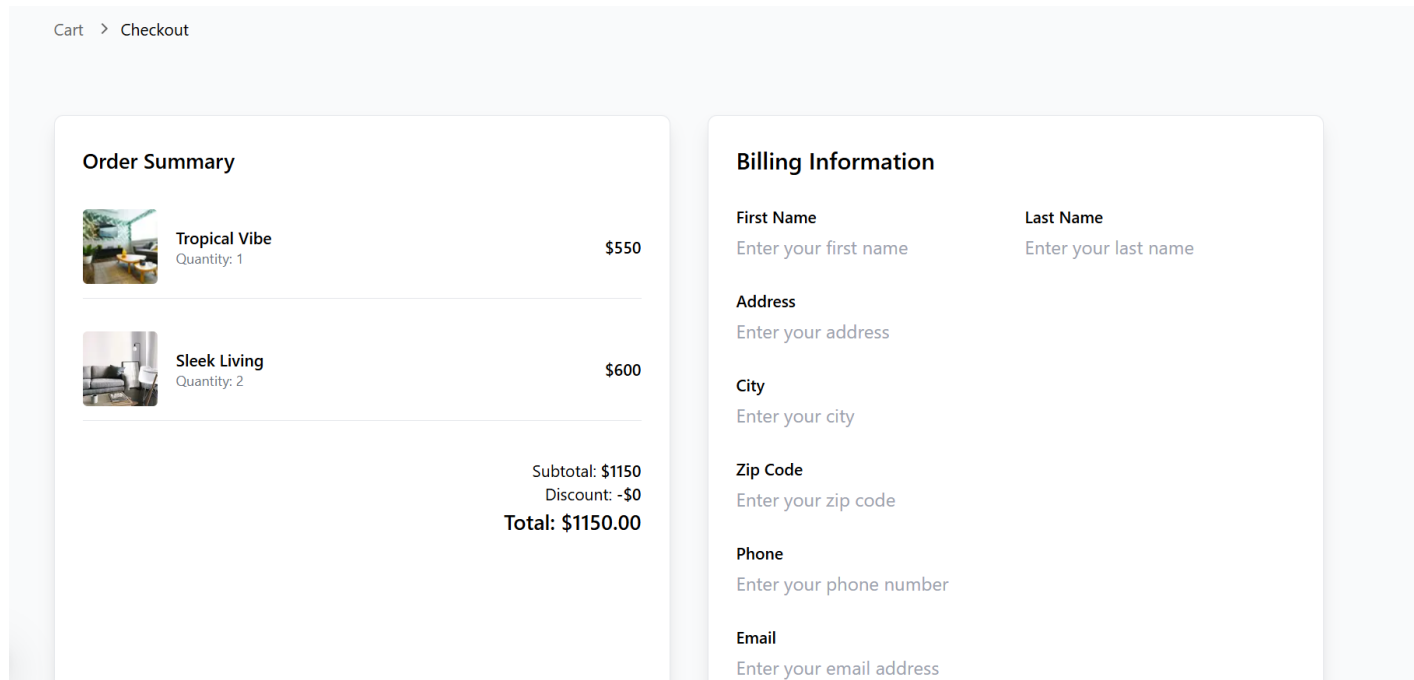 Cart > Checkout
Order Summary
Tropical Vibe
Quantity: 1
$550
Sleek Living
Quantity: 2
$600
Subtotal: $1150
Discount: -$0
Total: $1150.00
Billing Information
First Name
Enter your first name
Last Name
Enter your last name
Address
Enter your address
City
Enter your city
Zip Code
Enter your zip code
Phone
Enter your phone number
Email
Enter your email address